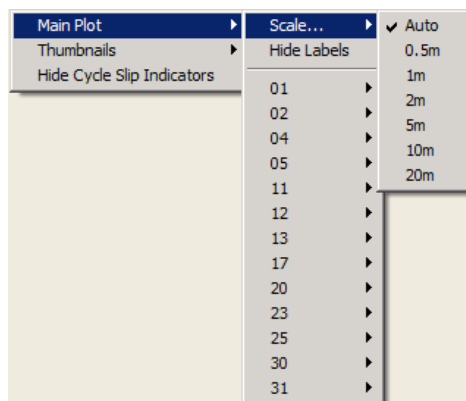 Main Plot
Thumbnails
Hide Cycle Slip Indicators
Scale...
Hide Labels
01
02
04
05
11
12
13
17
20
23
25
30
31
Auto
0.5m
1m
2m
5m
10m
20m